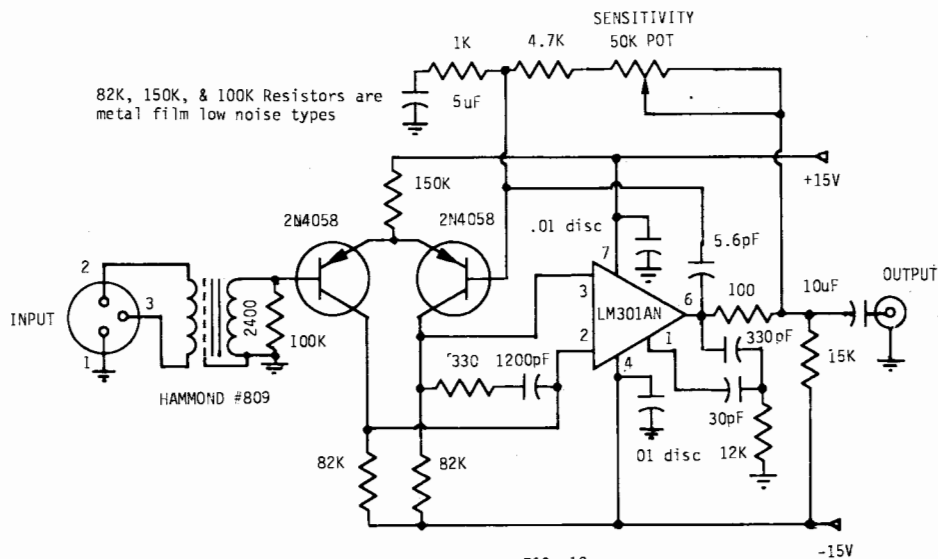 SENSITIVITY
50K POT
1K
4.7K
5uF
82K, 150K, & 100K Resistors are
metal film low noise types
+15V
150K
2N4058
2N4058
.01 disc
5.6pF
7
3
2
LM301AN
6
1
4
100
10uF
OUTPUT
330pF
15K
30pF
12K
01 disc
INPUT
2
3
1
2400
100K
HAMMOND #809
330
1200pF
82K
82K
-15V